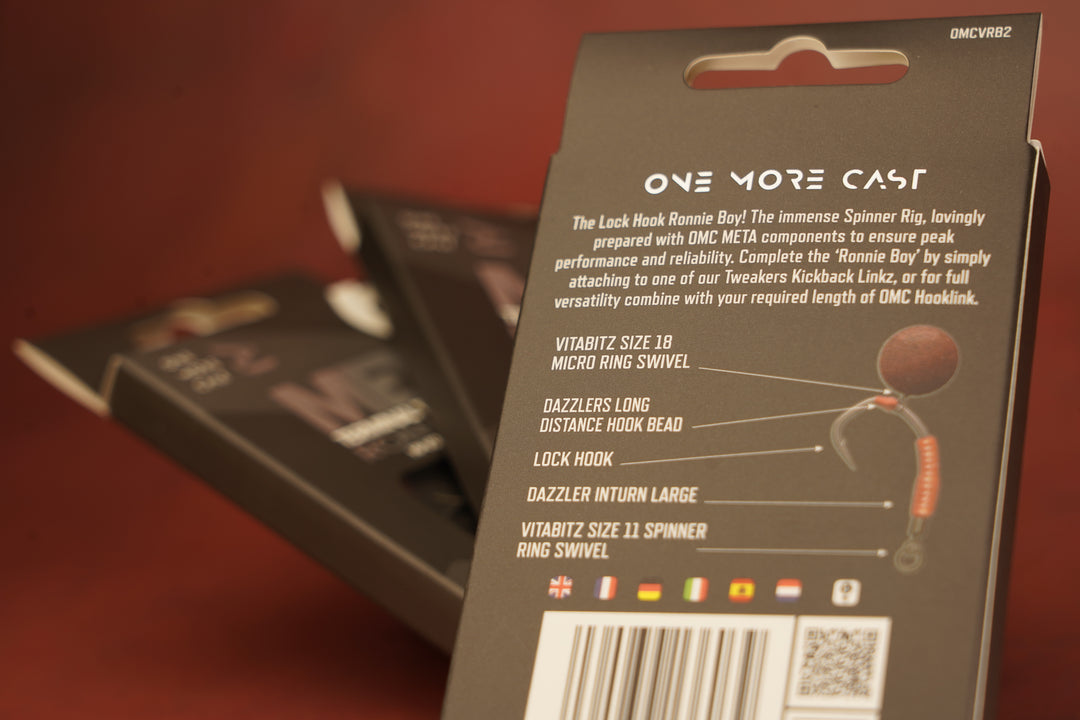 OMCVRB2
ONE MORE CAST
The Lock Hook Ronnie Boy! The immense Spinner Rig, lovingly
prepared with OMC META components to ensure peak
performance and reliability. Complete the ‘Ronnie Boy’ by simply
attaching to one of our Tweakers Kickback Linkz, or for full
versatility combine with your required length of OMC Hooklink.
VITABITZ SIZE 18
MICRO RING SWIVEL
DAZZLERS LONG
DISTANCE HOOK BEAD
LOCK HOOK
DAZZLER INTURN LARGE
VITABITZ SIZE 11 SPINNER
RING SWIVEL